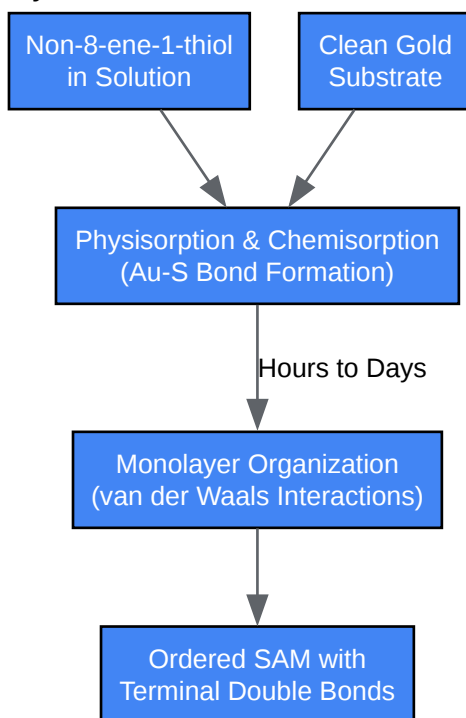 Non-8-ene-1-thiol
in Solution
Clean Gold
Substrate
Physisorption & Chemisorption
(Au-S Bond Formation)
Hours to Days
Monolayer Organization
(van der Waals Interactions)
Ordered SAM with
Terminal Double Bonds